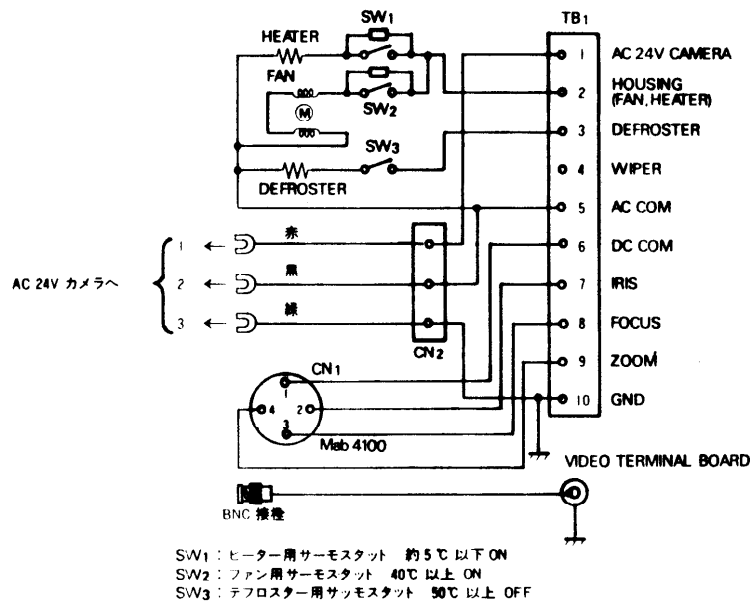 SW1
TB1
HEATER
1 AC 24V CAMERA
FAN
2 HOUSING
(FAN, HEATER)
M
SW2
3 DEFROSTER
SW3
4 WIPER
DEFROSTER
5 AC COM
赤
1
6 DC COM
AC 24V カメラへ
黒
2
7 IRIS
緑
3
8 FOCUS
CN2
9 ZOOM
CN1
1
4
2
3
10 GND
Mab 4100
VIDEO TERMINAL BOARD
BNC 接栓
SW1 : ヒーター用サーモスタット 約5℃以下 ON
SW2 : ファン用サーモスタット 40℃以上 ON
SW3 : デフロスター用サッモスタット 50℃以上 OFF